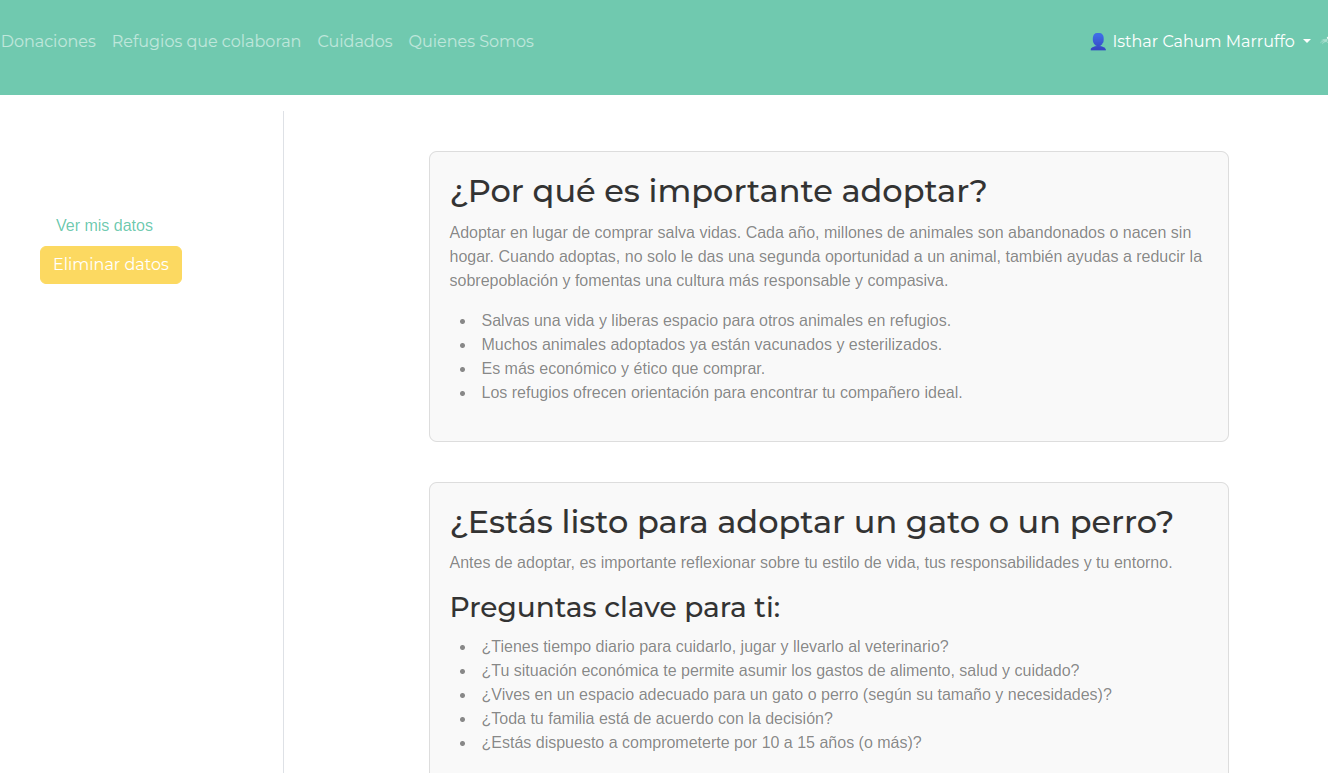 Donaciones Refugios que colaboran Cuidados Quienes Somos Isthar Cahum Marruffo
Ver mis datos
Eliminar datos
¿Por qué es importante adoptar?
Adoptar en lugar de comprar salva vidas. Cada año, millones de animales son abandonados o nacen sin
hogar. Cuando adoptas, no solo le das una segunda oportunidad a un animal, también ayudas a reducir la
sobrepoblación y fomentas una cultura más responsable y compasiva.
• Salvas una vida y liberas espacio para otros animales en refugios.
• Muchos animales adoptados ya están vacunados y esterilizados.
• Es más económico y ético que comprar.
• Los refugios ofrecen orientación para encontrar tu compañero ideal.
¿Estás listo para adoptar un gato o un perro?
Antes de adoptar, es importante reflexionar sobre tu estilo de vida, tus responsabilidades y tu entorno.
Preguntas clave para ti:
• ¿Tienes tiempo diario para cuidarlo, jugar y llevarlo al veterinario?
• ¿Tu situación económica te permite asumir los gastos de alimento, salud y cuidado?
• ¿Vives en un espacio adecuado para un gato o perro (según su tamaño y necesidades)?
• ¿Toda tu familia está de acuerdo con la decisión?
• ¿Estás dispuesto a comprometerte por 10 a 15 años (o más)?